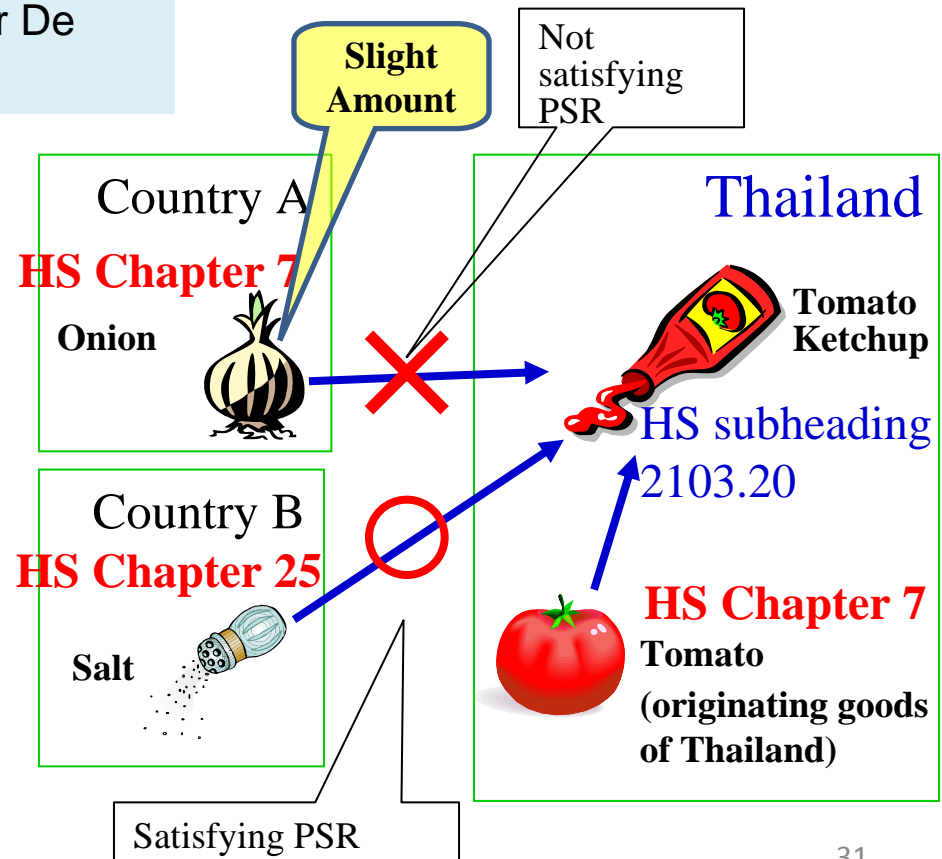 r De
Slight
Amount
Not
satisfying
PSR
Country A
HS Chapter 7
Onion
Thailand
Tomato
Ketchup
HS subheading
2103.20
Country B
HS Chapter 25
Salt
HS Chapter 7
Tomato
(originating goods
of Thailand)
Satisfying PSR
31